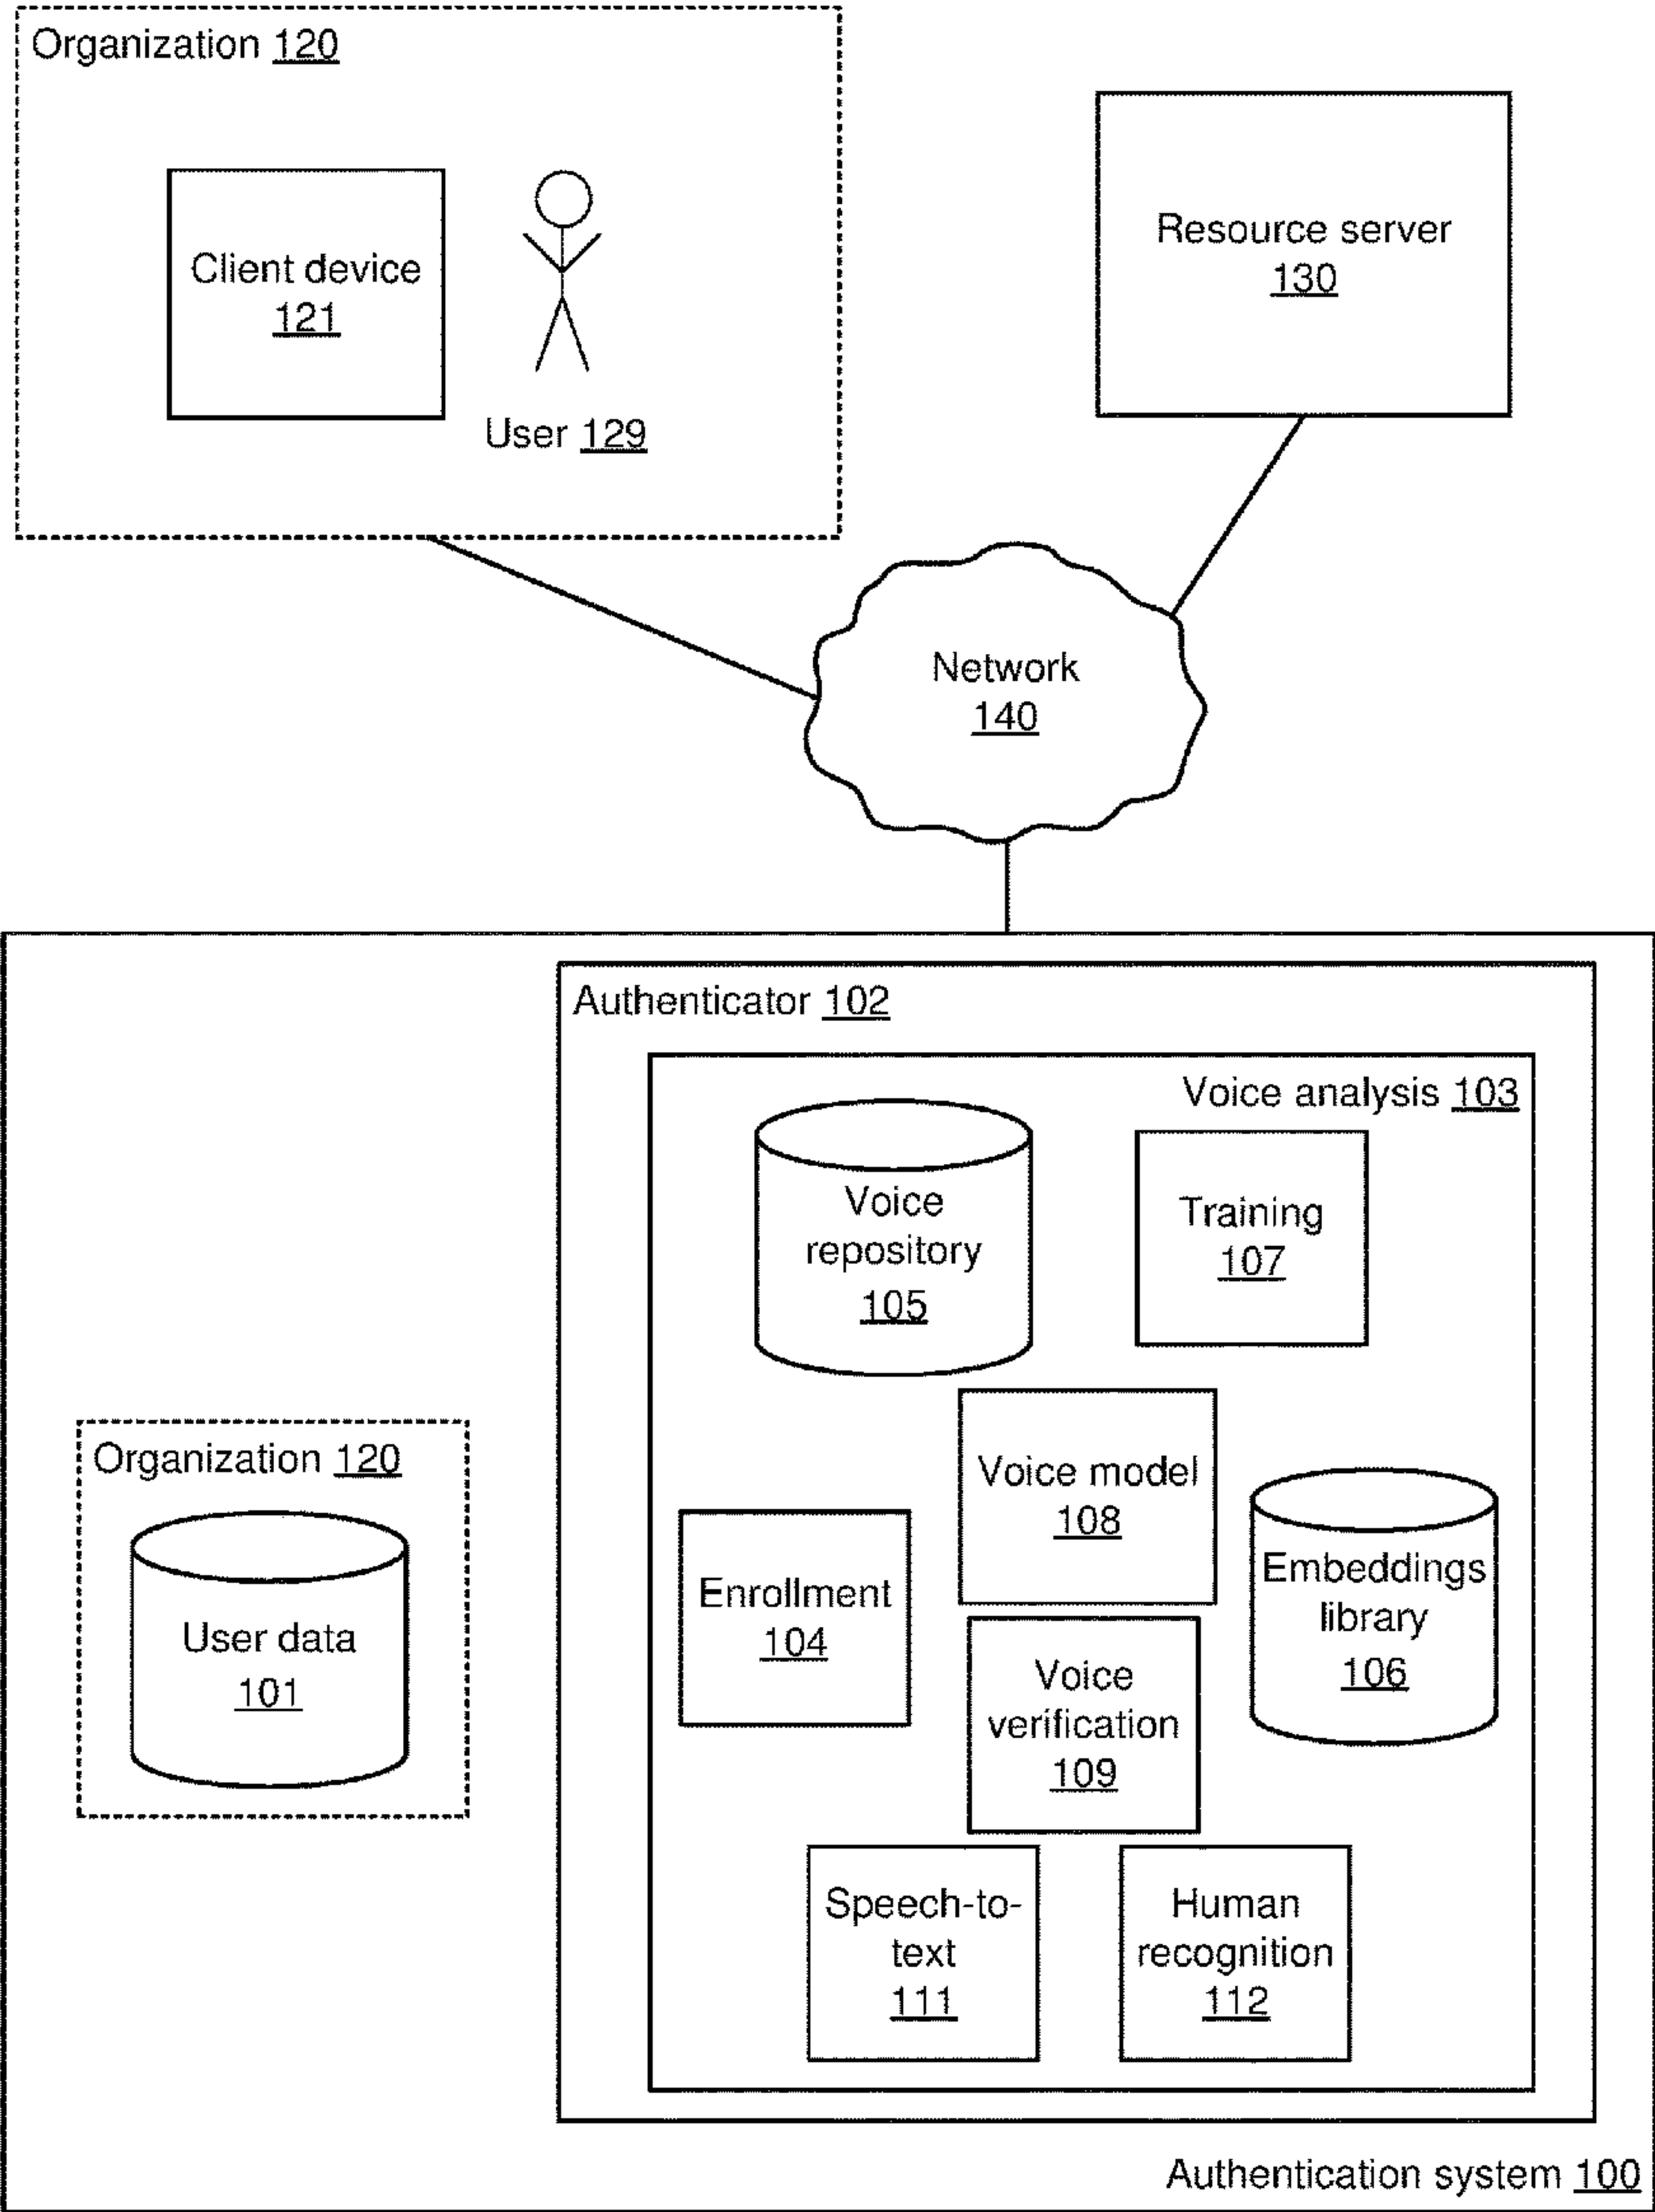 Organization 120
Client device
121
User 129
Resource server
130
Network
140
Authenticator 102
Voice analysis 103
Voice
repository
105
Training
107
Voice model
108
Organization 120
User data
101
Enrollment
104
Embeddings
library
106
Voice
verification
109
Speech-to-
text
111
Human
recognition
112
Authentication system 100